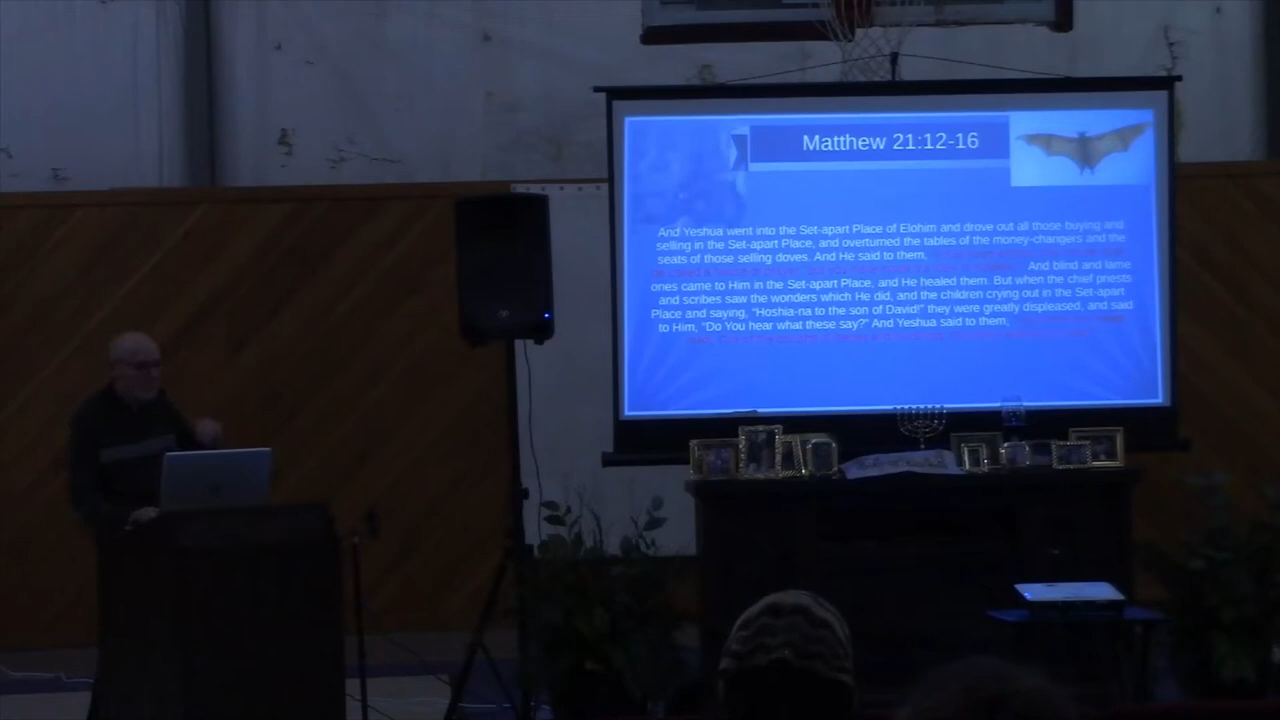 Matthew 21:12-16
And Yeshua went into the Set-apart Place of Elohim and drove out all those buying and
selling in the Set-apart Place, and overturned the tables of the money-changers and the
seats of those selling doves. And He said to them,
And blind and lame
ones came to Him in the Set-apart Place, and He healed them. But when the chief priests
and scribes saw the wonders which He did, and the children crying out in the Set-apart
Place and saying, “Hoshia-na to the son of David!” they were greatly displeased, and said
to Him, “Do You hear what these say?” And Yeshua said to them,